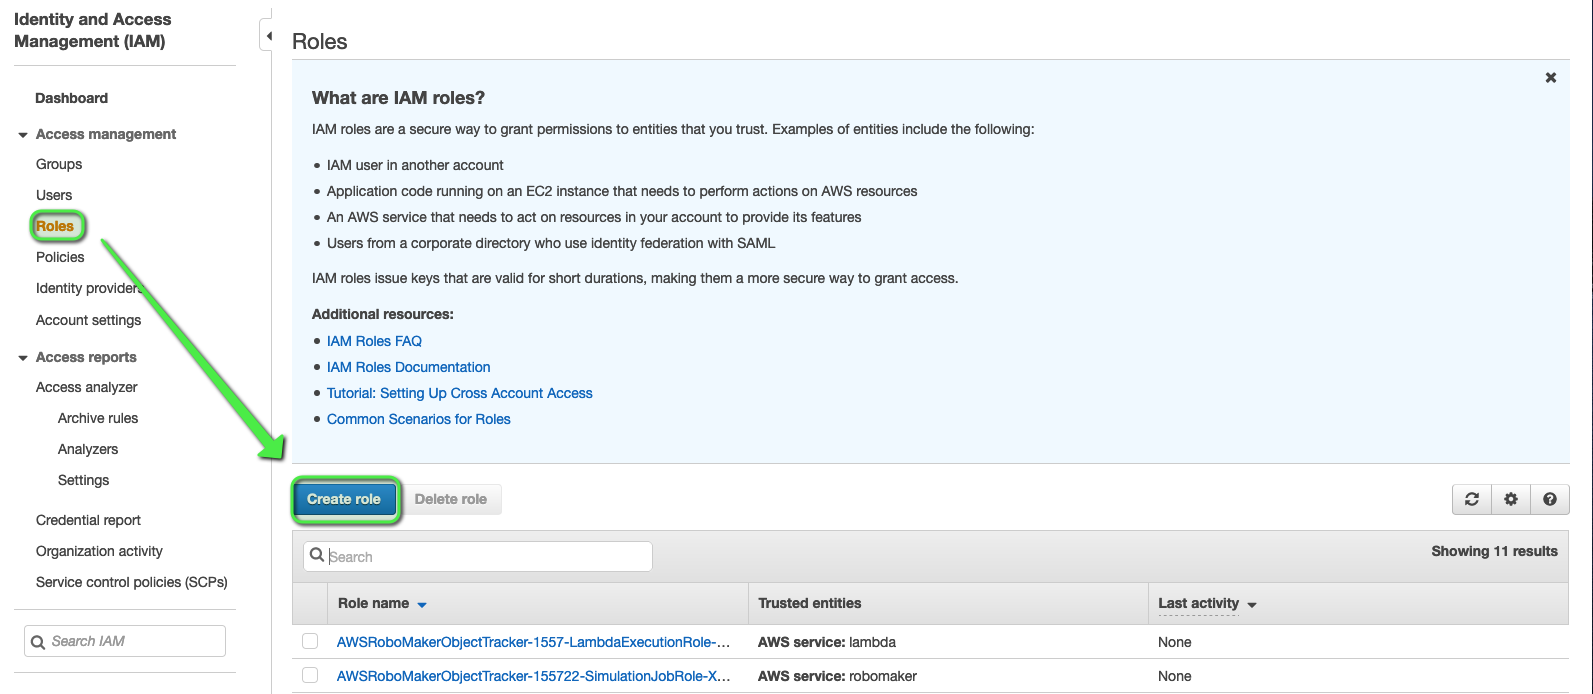 Identity and Access
Management (IAM)
Dashboard
Access management
Groups
Users
Roles
Policies
Identity providers
Account settings
Access reports
Access analyzer
Archive rules
Analyzers
Settings
Credential report
Organization activity
Service control policies (SCPs)
Search IAM
Roles
What are IAM roles?
IAM roles are a secure way to grant permissions to entities that you trust. Examples of entities include the following:
IAM user in another account
Application code running on an EC2 instance that needs to perform actions on AWS resources
An AWS service that needs to act on resources in your account to provide its features
Users from a corporate directory who use identity federation with SAML
IAM roles issue keys that are valid for short durations, making them a more secure way to grant access.
Additional resources:
IAM Roles FAQ
IAM Roles Documentation
Tutorial: Setting Up Cross Account Access
Common Scenarios for Roles
Create role Delete role
Search Showing 11 results
Role name Trusted entities Last activity
AWSRoboMakerObjectTracker-1557-LambdaExecutionRole-... AWS service: lambda None
AWSRoboMakerObjectTracker-155722-SimulationJobRole-X... AWS service: robomaker None